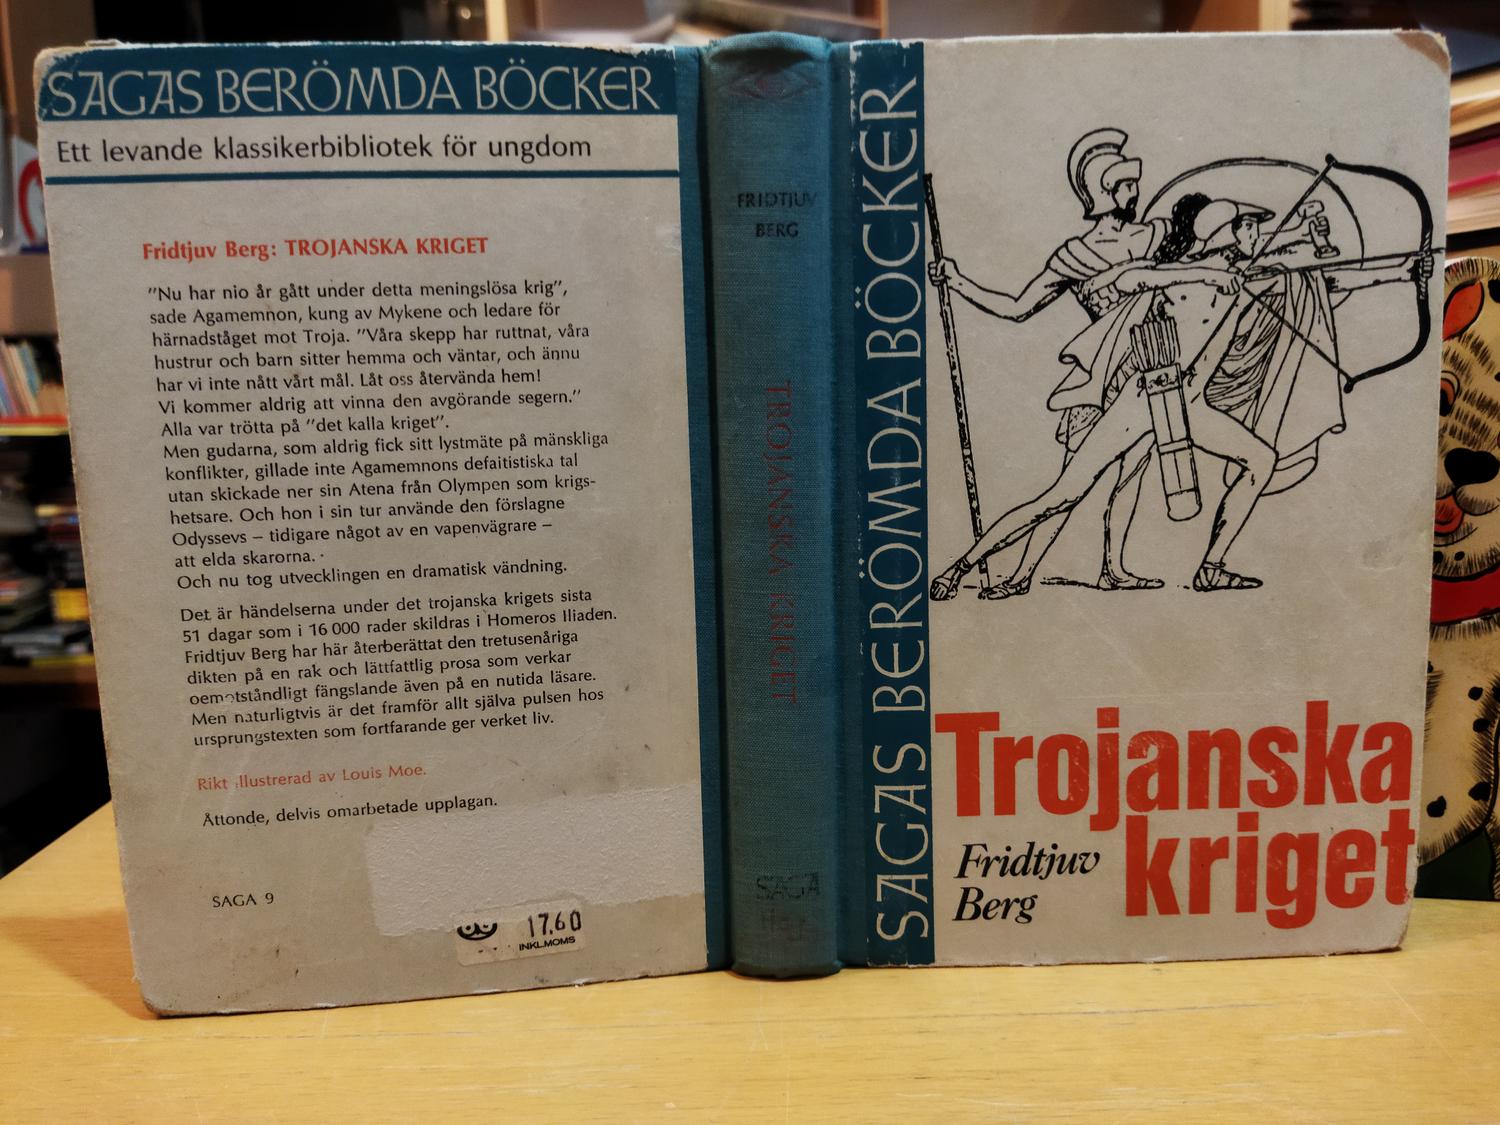 SAGAS BERÖMDA BÖCKER
Ett levande klassikerbibliotek för ungdom
Fridtjuv Berg: TROJANSKA KRIGET
"Nu har nio år gått under detta meningslösa krig",
sade Agamemnon, kung av Mykene och ledare för
härnadståget mot Troja. "Våra skepp har ruttnat, våra
hustrur och barn sitter hemma och väntar, och ännu
har vi inte nått vårt mål. Låt oss återvända hem!
Vi kommer aldrig att vinna den avgörande segern."
Alla var trötta på "det kalla kriget".
Men gudarna, som aldrig fick sitt lystmäte på mänskliga
konflikter, gillade inte Agamemnons defaitistiska tal
utan skickade ner sin Atena från Olympen som krigs-
hetsare. Och hon i sin tur använde den förslagne
Odyssevs – tidigare något av en vapenvägrare –
att elda skarorna.
Och nu tog utvecklingen en dramatisk vändning.
Det är händelserna under det trojanska krigets sista
51 dagar som i 16 000 rader skildras i Homeros Iliaden.
Fridtjuv Berg har här återberättat den tretusenåriga
dikten på en rak och lättfattlig prosa som verkar
oemotståndligt fängslande även på en nutida läsare.
Men naturligtvis är det framför allt själva pulsen hos
ursprungstexten som fortfarande ger verket liv.
Rikt illustrerad av Louis Moe.
Åttonde, delvis omarbetade upplagan.
SAGA 9
17.60
INKL.MOMS
FRIDTJUV
BERG
TROJANSKA KRIGET
SAGA
SAGAS BERÖMDA BÖCKER
Trojanska
kriget
Fridtjuv
Berg